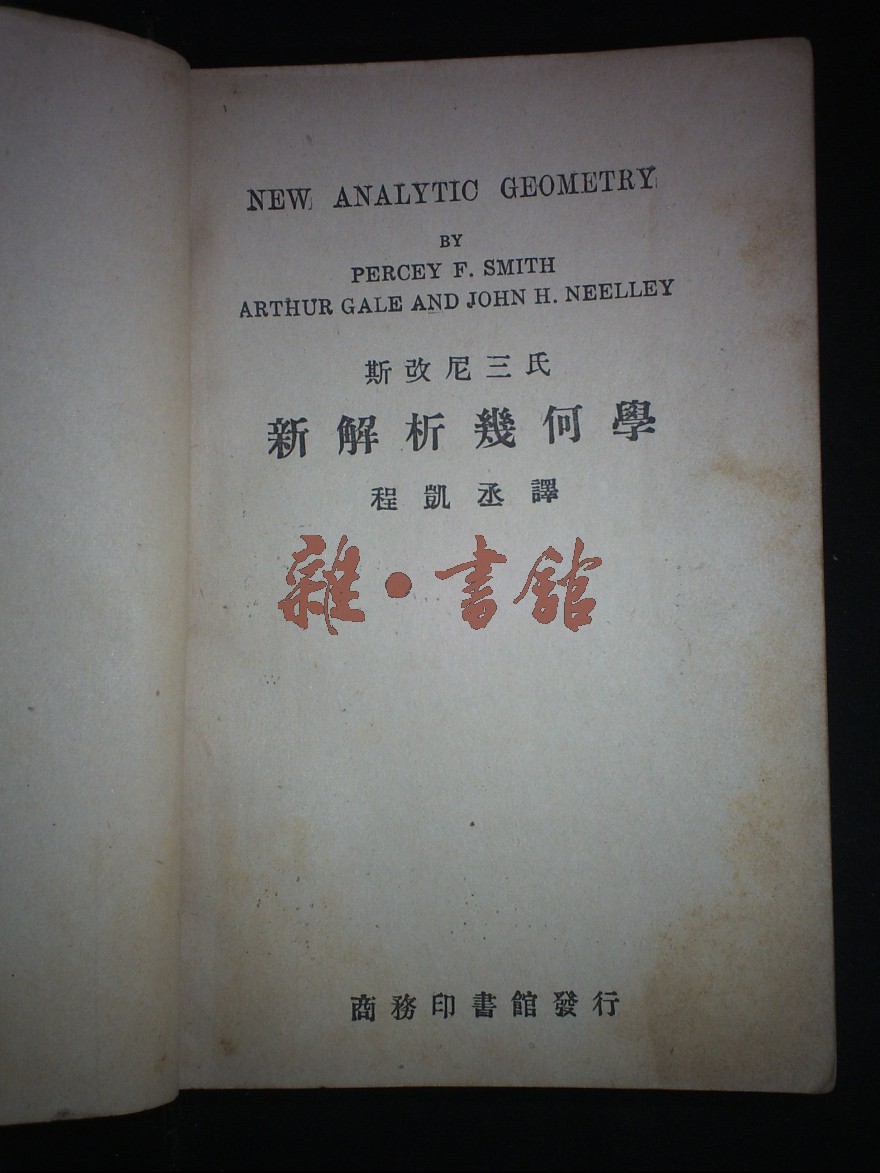 NEW ANALYTIC GEOMETRY
BY
PERCEY F. SMITH
ARTHUR GALE AND JOHN H. NEELLEY
斯改尼三氏
新解析幾何學
程凱丞譯
雜·書館
商務印書館發行